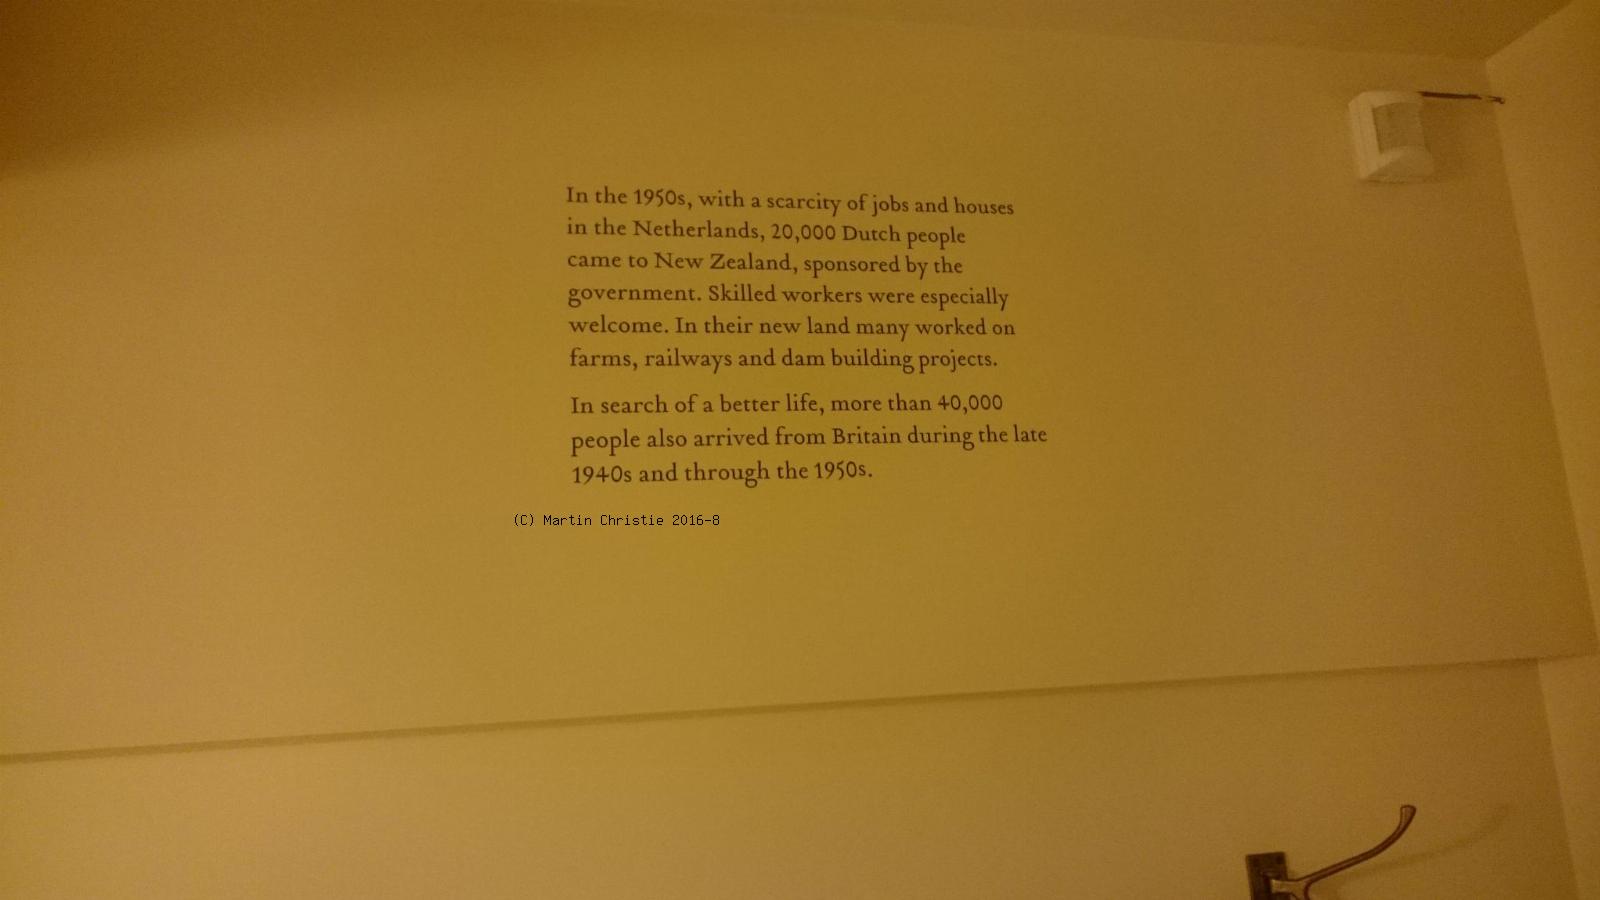 In the 1950s, with a scarcity of jobs and houses
in the Netherlands, 20,000 Dutch people
came to New Zealand, sponsored by the
government. Skilled workers were especially
welcome. In their new land many worked on
farms, railways and dam building projects.
In search of a better life, more than 40,000
people also arrived from Britain during the late
1940s and through the 1950s.
(C) Martin Christie 2016-8